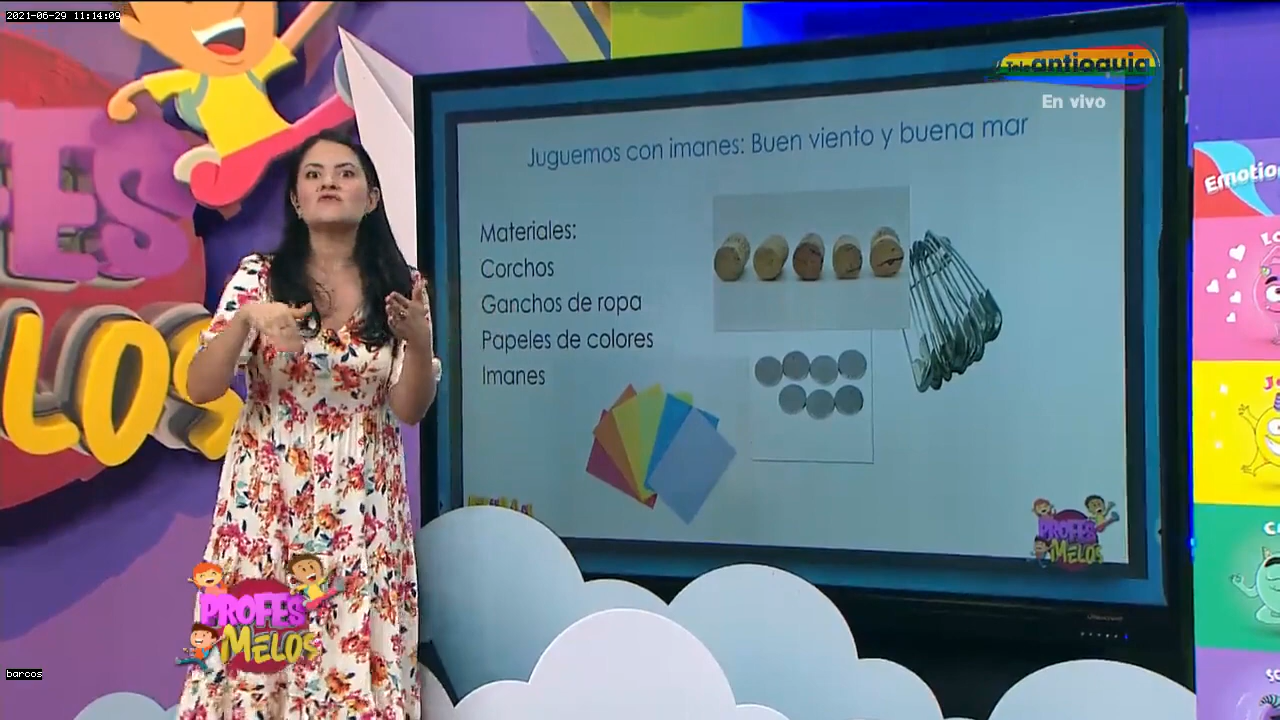 2021-06-29 11:14:09
Teleantioquia
En vivo
Juguemos con imanes: Buen viento y buena mar
Materiales:
Corchos
Ganchos de ropa
Papeles de colores
Imanes
PROFES
MELOS
PROFES
MELOS
barcos